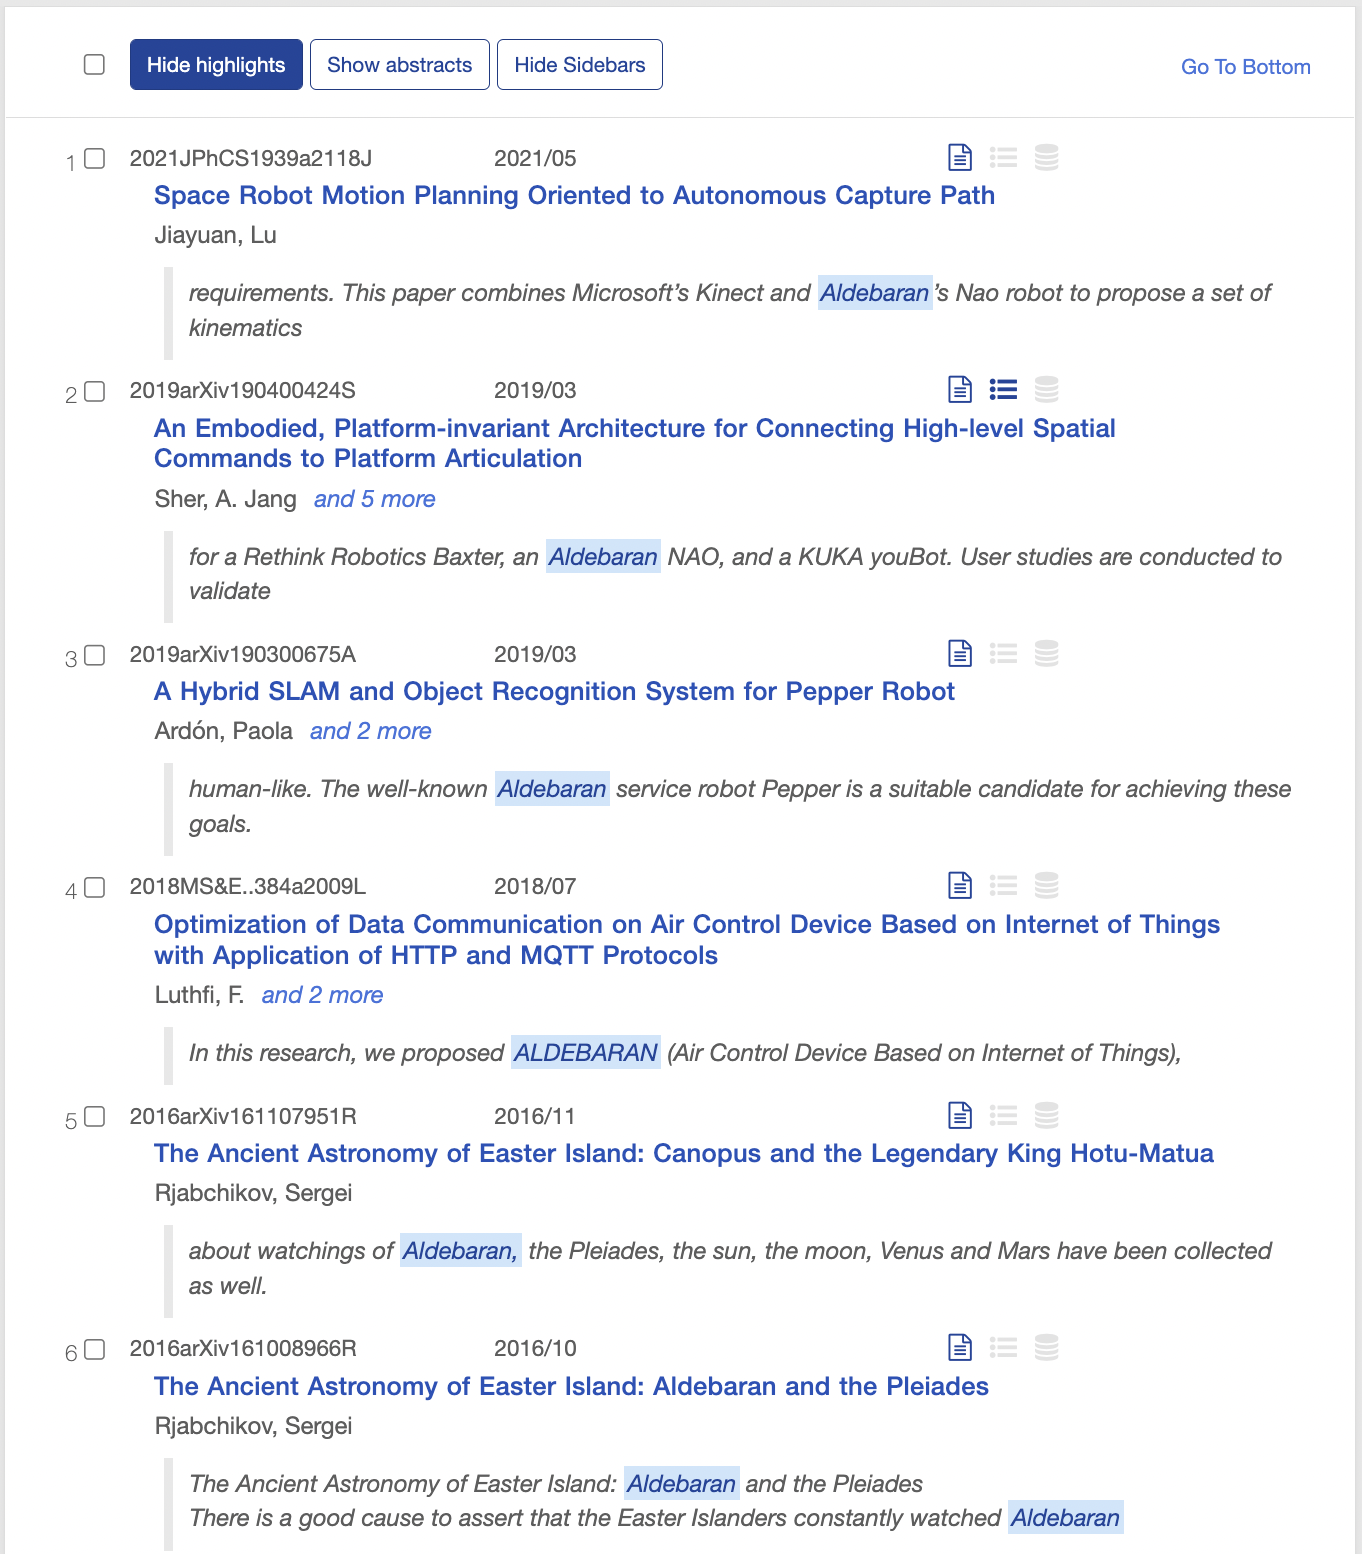 Hide highlights Show abstracts Hide Sidebars Go To Bottom
1 2021JPhCS1939a2118J 2021/05
Space Robot Motion Planning Oriented to Autonomous Capture Path
Jiayuan, Lu
requirements. This paper combines Microsoft’s Kinect and Aldebaran’s Nao robot to propose a set of
kinematics
2 2019arXiv190400424S 2019/03
An Embodied, Platform-invariant Architecture for Connecting High-level Spatial
Commands to Platform Articulation
Sher, A. Jang and 5 more
for a Rethink Robotics Baxter, an Aldebaran NAO, and a KUKA youBot. User studies are conducted to
validate
3 2019arXiv190300675A 2019/03
A Hybrid SLAM and Object Recognition System for Pepper Robot
Ardón, Paola and 2 more
human-like. The well-known Aldebaran service robot Pepper is a suitable candidate for achieving these
goals.
4 2018MS&E..384a2009L 2018/07
Optimization of Data Communication on Air Control Device Based on Internet of Things
with Application of HTTP and MQTT Protocols
Luthfi, F. and 2 more
In this research, we proposed ALDEBARAN (Air Control Device Based on Internet of Things),
5 2016arXiv161107951R 2016/11
The Ancient Astronomy of Easter Island: Canopus and the Legendary King Hotu-Matua
Rjabchikov, Sergei
about watchings of Aldebaran, the Pleiades, the sun, the moon, Venus and Mars have been collected
as well.
6 2016arXiv161008966R 2016/10
The Ancient Astronomy of Easter Island: Aldebaran and the Pleiades
Rjabchikov, Sergei
The Ancient Astronomy of Easter Island: Aldebaran and the Pleiades
There is a good cause to assert that the Easter Islanders constantly watched Aldebaran